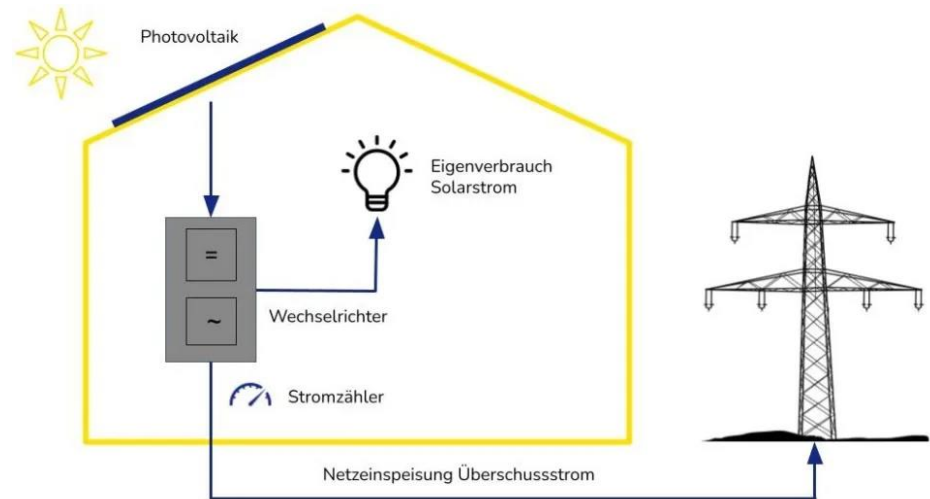 Photovoltaik
Eigenverbrauch
Solarstrom
=
~
Wechselrichter
Stromzähler
Netzeinspeisung Überschussstrom